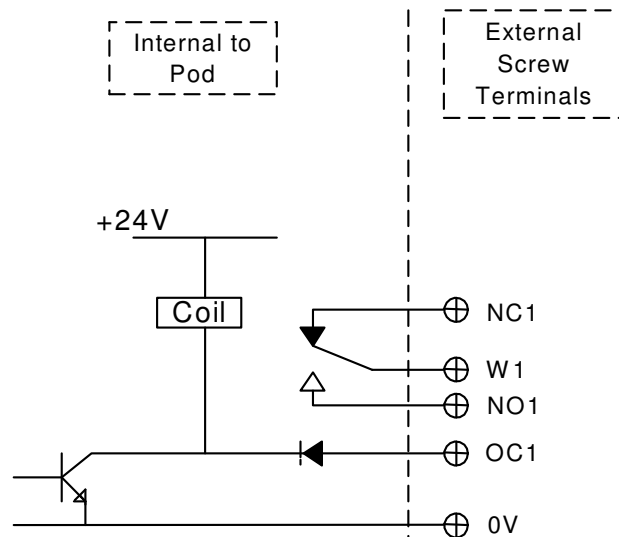 Internal to
Pod
External
Screw
Terminals
+24V
Coil
NC1
W1
NO1
OC1
0V